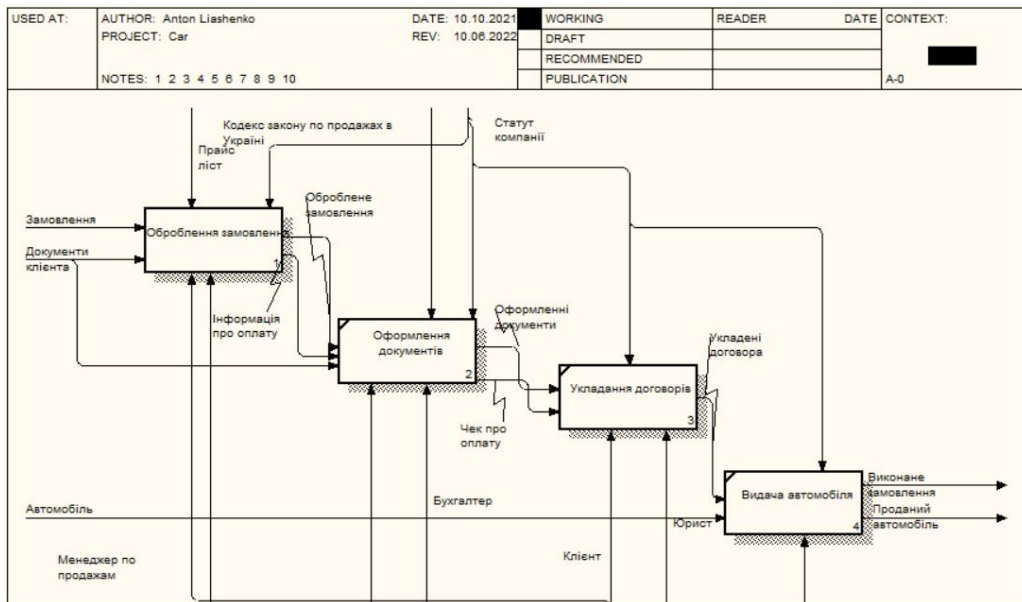 USED AT:
AUTHOR: Anton Liashenko
DATE: 10.10.2021
WORKING
READER
DATE
CONTEXT:
PROJECT: Car
REV: 10.06.2022
DRAFT
RECOMMENDED
NOTES: 1 2 3 4 5 6 7 8 9 10
PUBLICATION
A-0
Кодекс закону по продажах в
Україні
Статут
компанії
Прайс
ліст
Оброблене
замовлення
Замовлення
Оброблення замовлення
1
Документи
клієнта
Інформація
про оплату
Оформленні
документи
Оформлення
документів
2
Укладені
договора
Укладання договорів
3
Чек про
оплату
Виконане
замовлення
Видача автомобіля
4
Бухгалтер
Автомобіль
Юрист
Проданий
автомобіль
Клієнт
Менеджер по
продажам